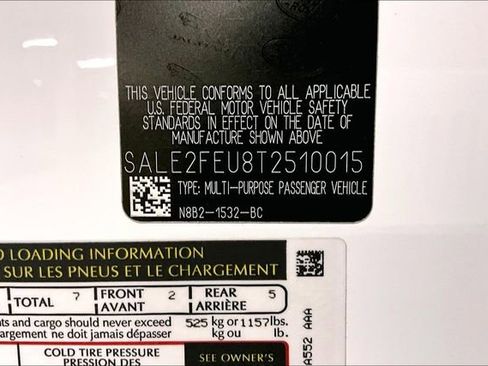 THIS VEHICLE CONFORMS TO ALL APPLICABLE
U.S. FEDERAL MOTOR VEHICLE SAFETY
STANDARDS IN EFFECT ON THE DATE OF
MANUFACTURE SHOWN ABOVE
SALE2FEU8T2510015
TYPE: MULTI-PURPOSE PASSENGER VEHICLE
N8B2-1532-BC
LOADING INFORMATION
SUR LES PNEUS ET LE CHARGEMENT
TOTAL 7 FRONT 2 REAR 5
AVANT ARRIÈRE
and cargo should never exceed 525 kg or 1157 lbs.
ne doit jamais dépasser kg ou lb.
COLD TIRE PRESSURE SEE OWNER'S
PRESSION DES
A552 AAA